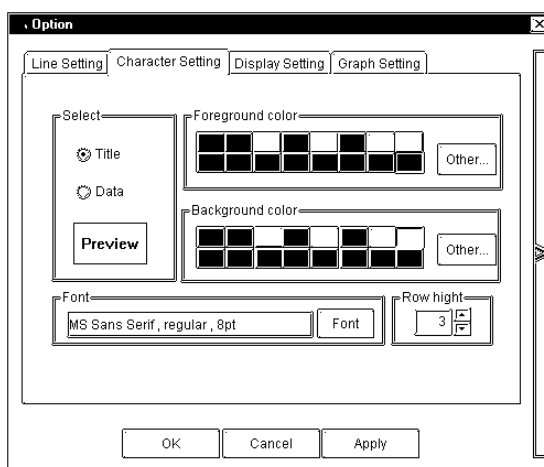 Option
Line Setting Character Setting Display Setting Graph Setting
Select
Title
Data
Preview
Foreground color
Other...
Background color
Other...
Font
MS Sans Serif , regular , 8pt
Font
Row hight
3
OK Cancel Apply